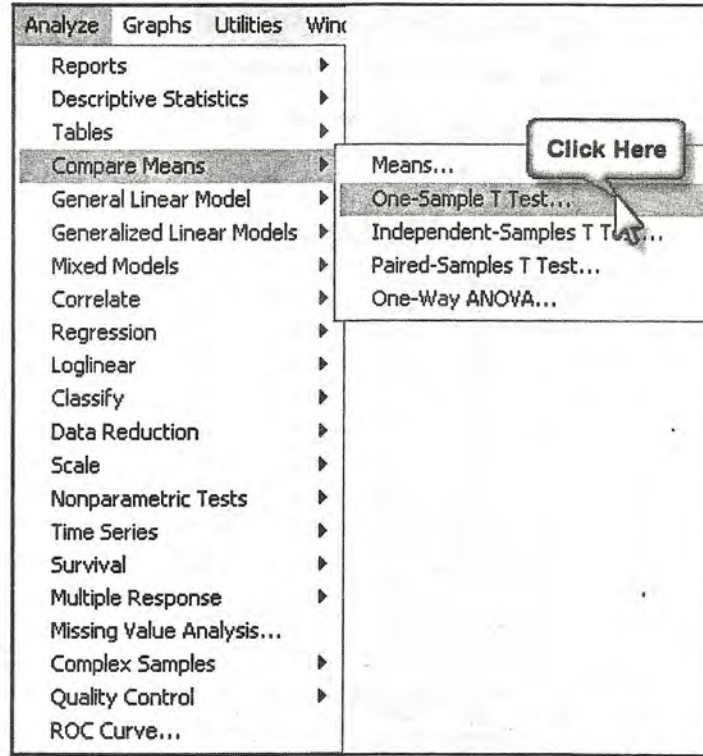 Analyze Graphs Utilities
Reports
Descriptive Statistics
Tables
Compare Means
General Linear Model
Generalized Linear Models
Mixed Models
Correlate
Regression
Loglinear
Classify
Data Reduction
Scale
Nonparametric Tests
Time Series
Survival
Multiple Response
Missing Value Analysis...
Complex Samples
Quality Control
ROC Curve...
Click Here
Means...
One-Sample T Test...
Independent-Samples T
Paired-Samples T Test...
One-Way ANOVA...